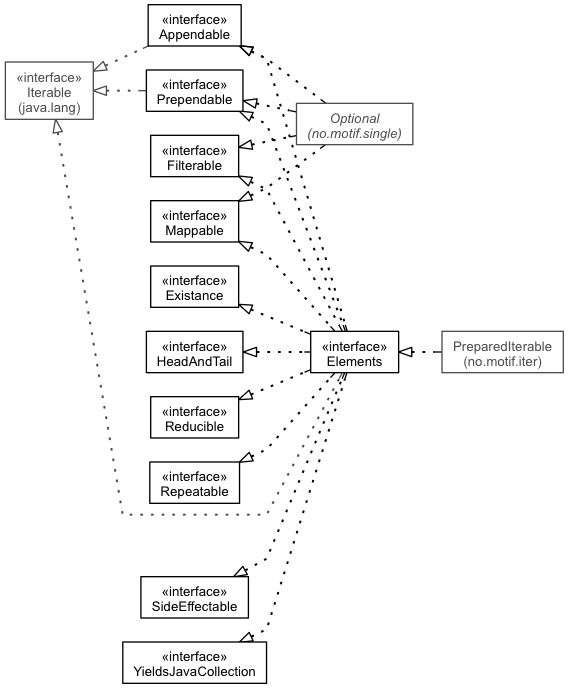 «interface»
Appendable
«interface»
Iterable
(java.lang)
«interface»
Prependable
Optional
(no.motif.single)
«interface»
Filterable
«interface»
Mappable
«interface»
Existance
«interface»
HeadAndTail
«interface»
Elements
PreparedIterable
(no.motif.iter)
«interface»
Reducible
«interface»
Repeatable
«interface»
SideEffectable
«interface»
YieldsJavaCollection